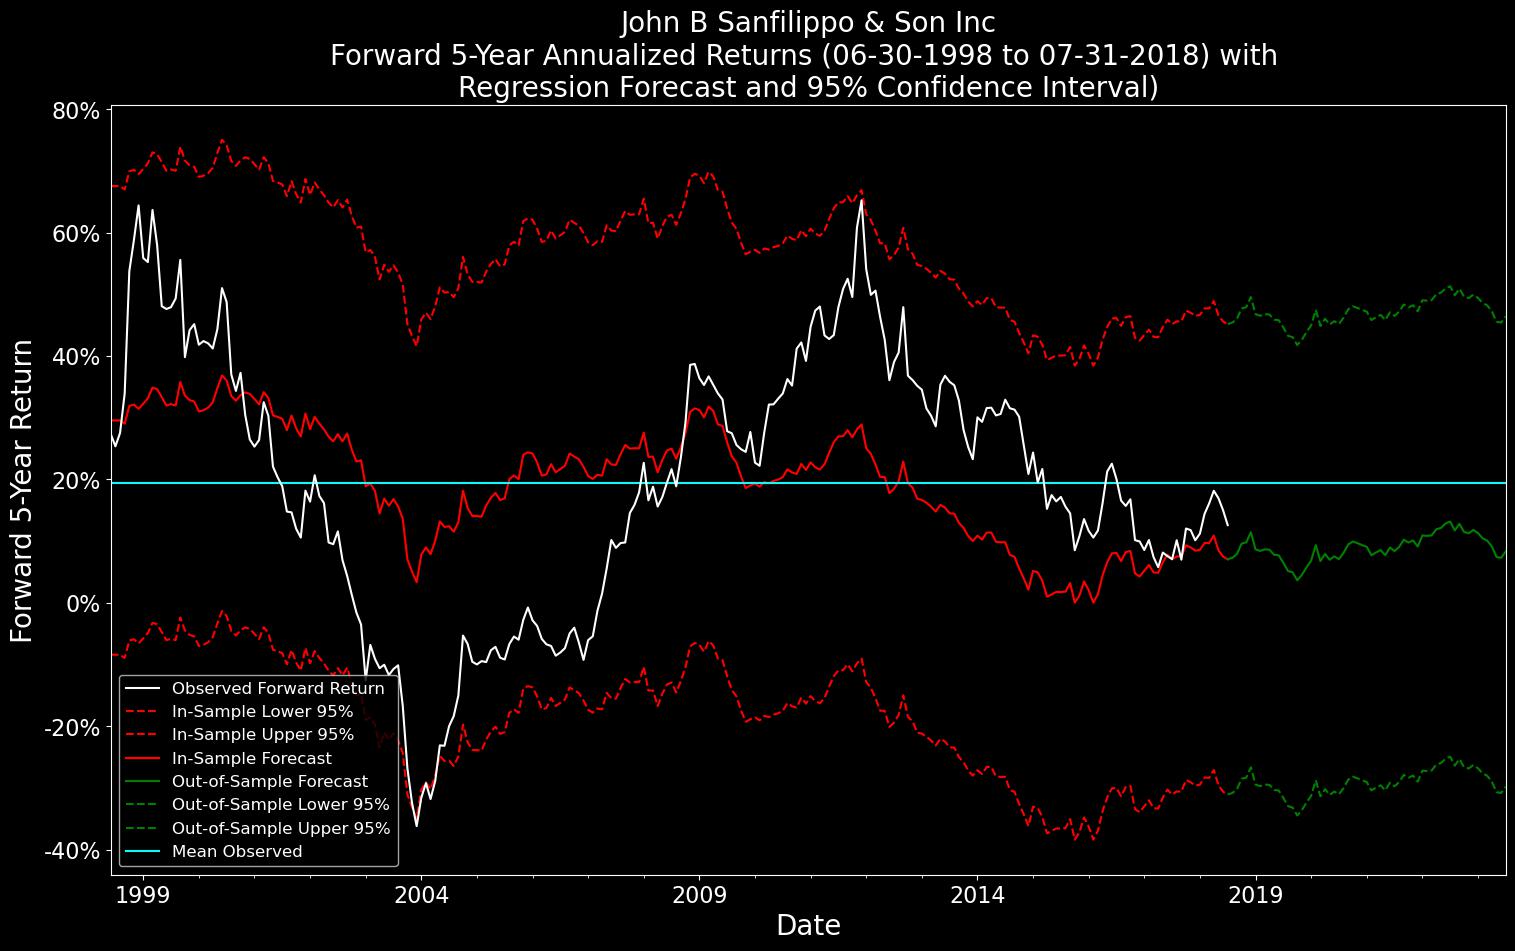 John B Sanfilippo & Son Inc
Forward 5-Year Annualized Returns (06-30-1998 to 07-31-2018) with
Regression Forecast and 95% Confidence Interval)
Forward 5-Year Return
80%
60%
40%
20%
0%
-20%
-40%
Observed Forward Return
In-Sample Lower 95%
In-Sample Upper 95%
In-Sample Forecast
Out-of-Sample Forecast
Out-of-Sample Lower 95%
Out-of-Sample Upper 95%
Mean Observed
1999 2004 2009 2014 2019
Date